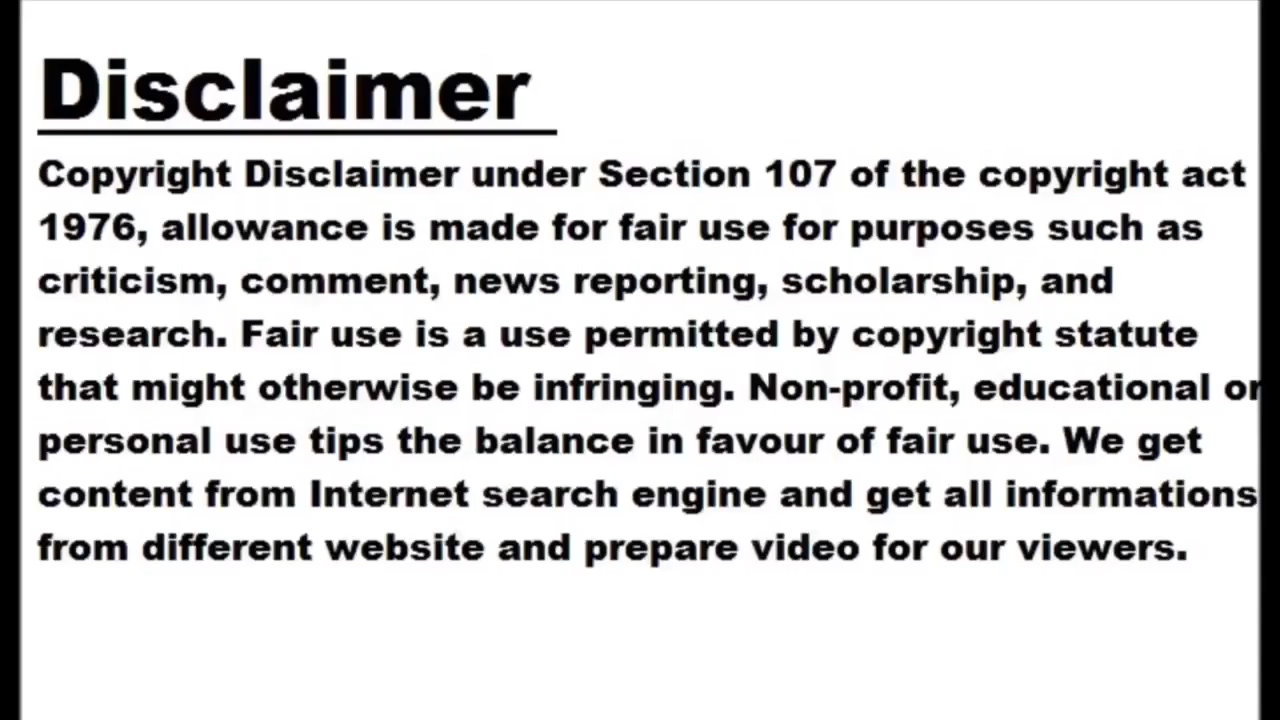 Disclaimer
Copyright Disclaimer under Section 107 of the copyright act
1976, allowance is made for fair use for purposes such as
criticism, comment, news reporting, scholarship, and
research. Fair use is a use permitted by copyright statute
that might otherwise be infringing. Non-profit, educational or
personal use tips the balance in favour of fair use. We get
content from Internet search engine and get all informations
from different website and prepare video for our viewers.